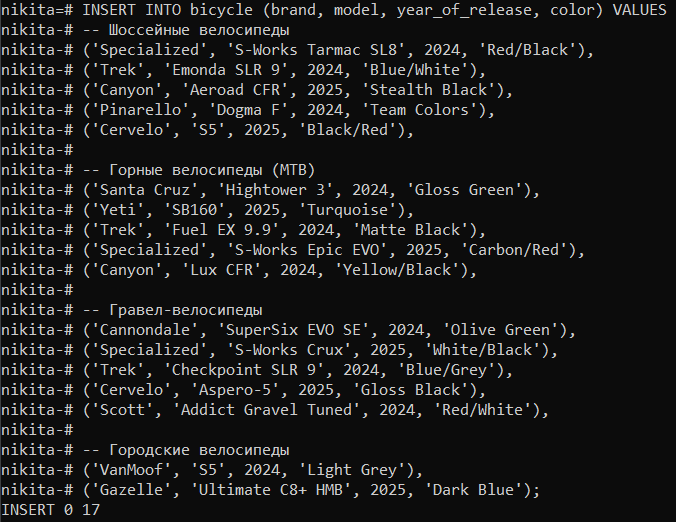 nikita=# INSERT INTO bicycle (brand, model, year_of_release, color) VALUES
nikita-# -- Шоссейные велосипеды
nikita-# ('Specialized', 'S-Works Tarmac SL8', 2024, 'Red/Black'),
nikita-# ('Trek', 'Emonda SLR 9', 2024, 'Blue/White'),
nikita-# ('Canyon', 'Aeroad CFR', 2025, 'Stealth Black'),
nikita-# ('Pinarello', 'Dogma F', 2024, 'Team Colors'),
nikita-# ('Cervelo', 'S5', 2025, 'Black/Red'),
nikita-#
nikita-# -- Горные велосипеды (MTB)
nikita-# ('Santa Cruz', 'Hightower 3', 2024, 'Gloss Green'),
nikita-# ('Yeti', 'SB160', 2025, 'Turquoise'),
nikita-# ('Trek', 'Fuel EX 9.9', 2024, 'Matte Black'),
nikita-# ('Specialized', 'S-Works Epic EVO', 2025, 'Carbon/Red'),
nikita-# ('Canyon', 'Lux CFR', 2024, 'Yellow/Black'),
nikita-#
nikita-# -- Гравел-велосипеды
nikita-# ('Cannondale', 'SuperSix EVO SE', 2024, 'Olive Green'),
nikita-# ('Specialized', 'S-Works Crux', 2025, 'White/Black'),
nikita-# ('Trek', 'Checkpoint SLR 9', 2024, 'Blue/Grey'),
nikita-# ('Cervelo', 'Aspero-5', 2025, 'Gloss Black'),
nikita-# ('Scott', 'Addict Gravel Tuned', 2024, 'Red/White'),
nikita-#
nikita-# -- Городские велосипеды
nikita-# ('VanMoof', 'S5', 2024, 'Light Grey'),
nikita-# ('Gazelle', 'Ultimate C8+ HMB', 2025, 'Dark Blue');
INSERT 0 17